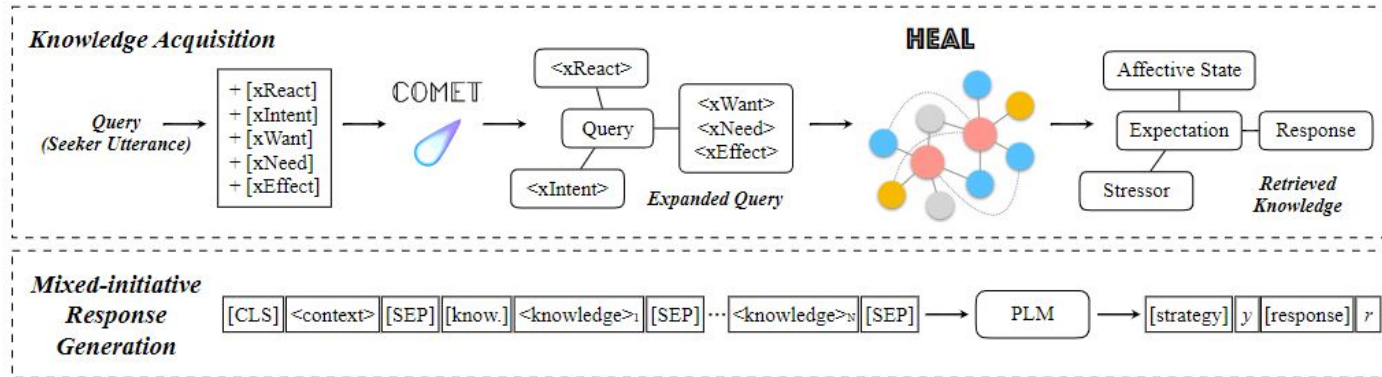 Knowledge Acquisition
Query
(Seeker Utterance)
+ [xReact]
+ [xIntent]
+ [xWant]
+ [xNeed]
+ [xEffect]
COMET
<xReact>
Query
<xIntent>
<xWant>
<xNeed>
<xEffect>
Expanded Query
HEAL
Affective State
Expectation
Response
Stressor
Retrieved
Knowledge
Mixed-initiative
Response
Generation
[CLS] <context> [SEP] [know.] <knowledge>1 [SEP] ... <knowledge>N [SEP]
PLM
[strategy] y [response] r